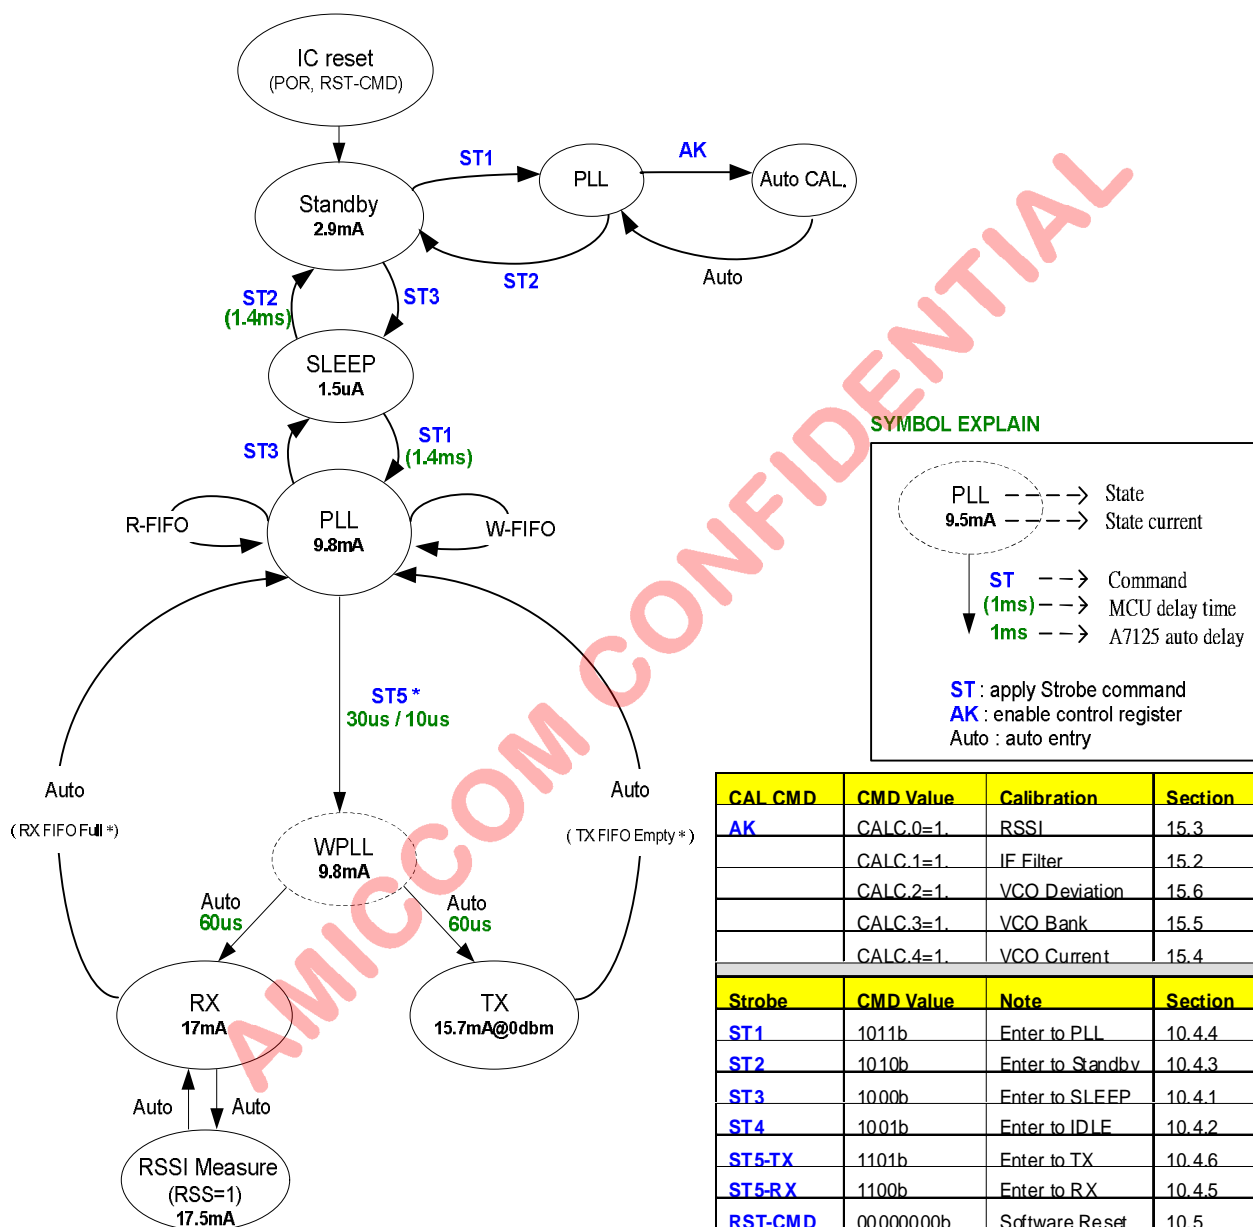 IC reset
(POR, RST-CMD)
ST1
AK
Standby
2.9mA
PLL
Auto CAL.
ST2
Auto
ST2
(1.4ms)
ST3
SLEEP
1.5uA
ST3
ST1
(1.4ms)
R-FIFO
PLL
9.8mA
W-FIFO
ST5 *
30us / 10us
Auto
( RX FIFO Full *)
Auto
( TX FIFO Empty * )
WPLL
9.8mA
Auto
60us
Auto
60us
RX
17mA
TX
15.7mA@0dbm
Auto
Auto
RSSI Measure
(RSS=1)
17.5mA
AMICCOM CONFIDENTIAL
SYMBOL EXPLAIN
PLL
9.5mA
State
State current
ST
(1ms)
1ms
Command
MCU delay time
A7125 auto delay
ST : apply Strobe command
AK : enable control register
Auto : auto entry
CAL CMD CMD Value Calibration Section
AK CALC.0=1. RSSI 15.3
CALC.1=1. IF Filter 15.2
CALC.2=1. VCO Deviation 15.6
CALC.3=1. VCO Bank 15.5
CALC.4=1. VCO Current 15.4
Strobe CMD Value Note Section
ST1 1011b Enter to PLL 10.4.4
ST2 1010b Enter to Standby 10.4.3
ST3 1000b Enter to SLEEP 10.4.1
ST4 1001b Enter to IDLE 10.4.2
ST5-TX 1101b Enter to TX 10.4.6
ST5-RX 1100b Enter to RX 10.4.5
RST-CMD 00000000b Software Reset 10.5